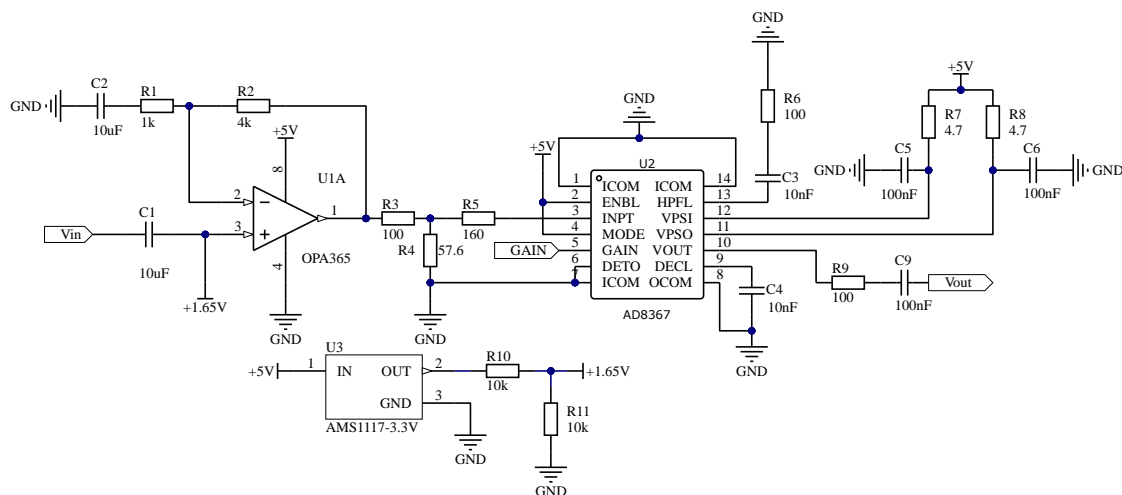 GND
C2
10uF
R1
1k
R2
4k
+5V
8
U1A
2
3
1
4
OPA365
GND
Vin
C1
10uF
+1.65V
R3
100
R4
57.6
GND
R5
160
GAIN
+5V
GND
U2
1 ICOM ICOM 14
2 ENBL HPFL 13
3 INPT VPSI 12
4 MODE VPSO 11
5 GAIN VOUT 10
6 DETO DECL 9
7 ICOM OCOM 8
AD8367
GND
R6
100
C3
10nF
C4
10nF
GND
+5V
R7
4.7
R8
4.7
GND
C5
100nF
C6
100nF
GND
R9
100
C9
100nF
Vout
U3
+5V
1 IN OUT 2
GND 3
AMS1117-3.3V
GND
R10
10k
+1.65V
R11
10k
GND